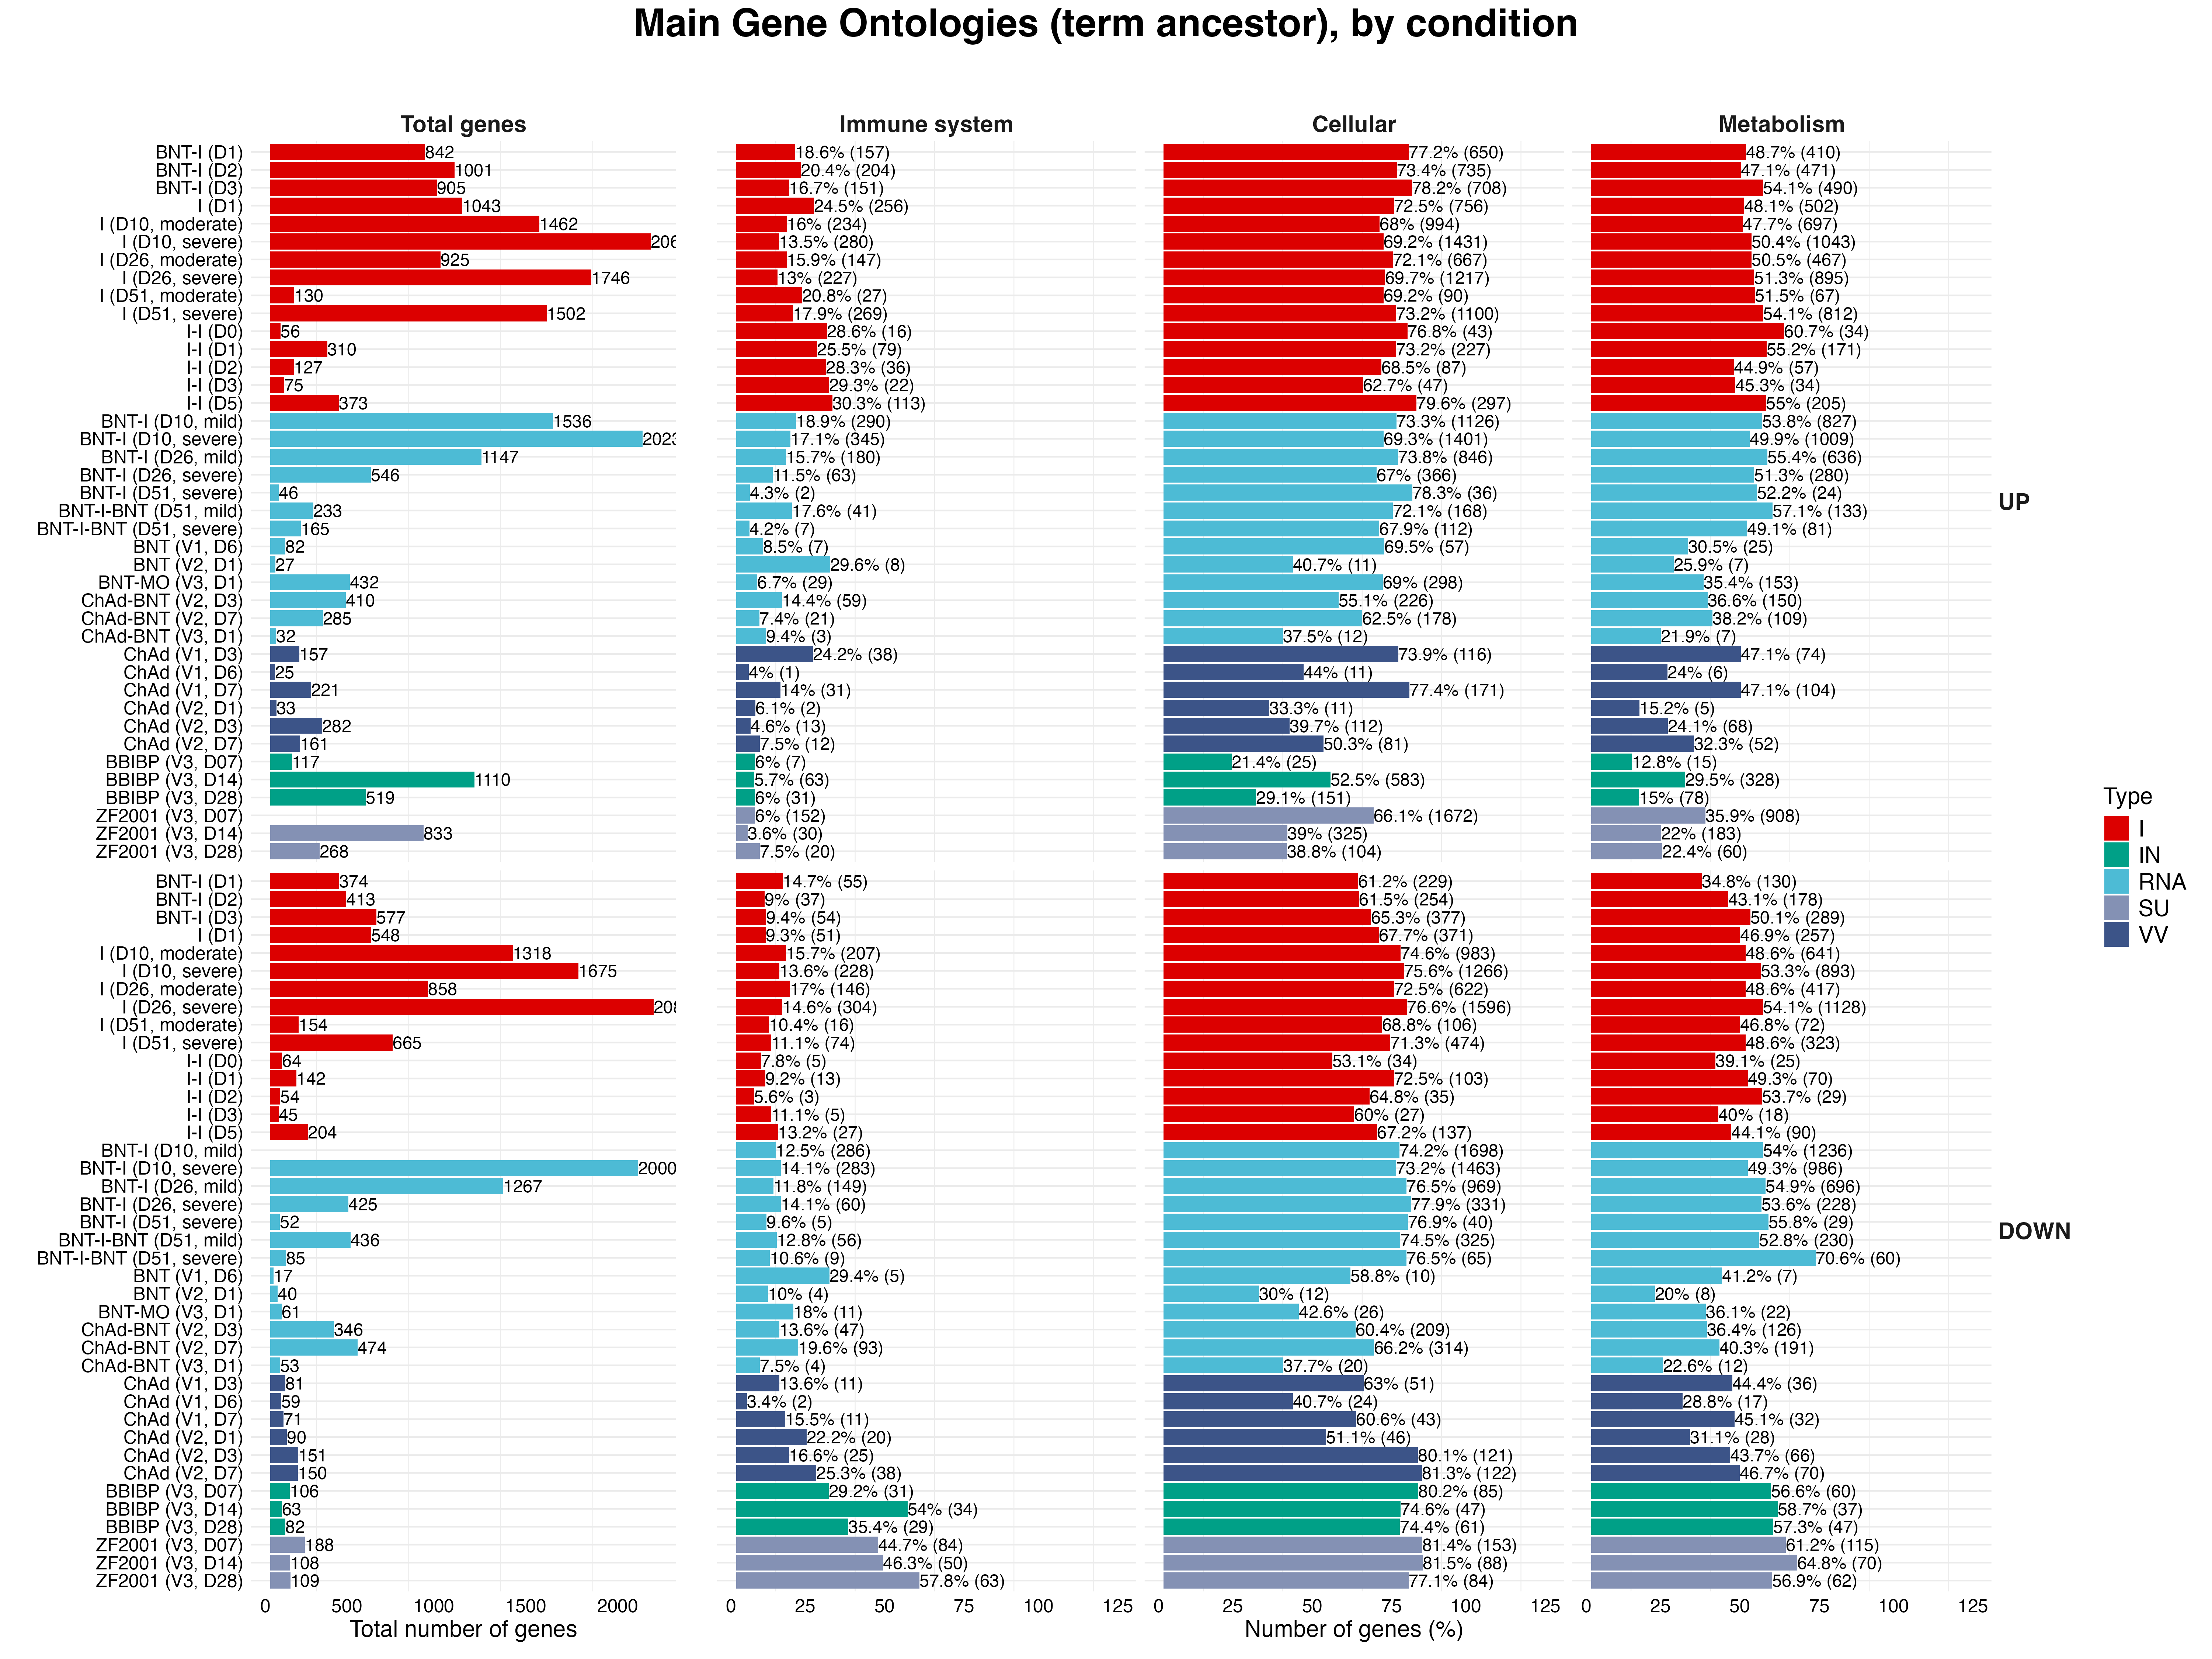 Main Gene Ontologies (term ancestor), by condition
Total genes Immune system Cellular Metabolism
BNT-I (D1) 842 18.6% (157) 77.2% (650) 48.7% (410)
BNT-I (D2) 1001 20.4% (204) 73.4% (735) 47.1% (471)
BNT-I (D3) 905 16.7% (151) 78.2% (708) 54.1% (490)
I (D1) 1043 24.5% (256) 72.5% (756) 48.1% (502)
I (D10, moderate) 1462 16% (234) 68% (994) 47.7% (697)
I (D10, severe) 206 13.5% (280) 69.2% (1431) 50.4% (1043)
I (D26, moderate) 925 15.9% (147) 72.1% (667) 50.5% (467)
I (D26, severe) 1746 13% (227) 69.7% (1217) 51.3% (895)
I (D51, moderate) 130 20.8% (27) 69.2% (90) 51.5% (67)
I (D51, severe) 1502 17.9% (269) 73.2% (1100) 54.1% (812)
I-I (D0) 56 28.6% (16) 76.8% (43) 60.7% (34)
I-I (D1) 310 25.5% (79) 73.2% (227) 55.2% (171)
I-I (D2) 127 28.3% (36) 68.5% (87) 44.9% (57)
I-I (D3) 75 29.3% (22) 62.7% (47) 45.3% (34)
I-I (D5) 373 30.3% (113) 79.6% (297) 55% (205)
BNT-I (D10, mild) 1536 18.9% (290) 73.3% (1126) 53.8% (827)
BNT-I (D10, severe) 2023 17.1% (345) 69.3% (1401) 49.9% (1009)
BNT-I (D26, mild) 1147 15.7% (180) 73.8% (846) 55.4% (636)
BNT-I (D26, severe) 546 11.5% (63) 67% (366) 51.3% (280)
BNT-I (D51, severe) 46 4.3% (2) 78.3% (36) 52.2% (24)
BNT-I-BNT (D51, mild) 233 17.6% (41) 72.1% (168) 57.1% (133)
BNT-I-BNT (D51, severe) 165 4.2% (7) 67.9% (112) 49.1% (81)
BNT (V1, D6) 82 8.5% (7) 69.5% (57) 30.5% (25)
BNT (V2, D1) 27 29.6% (8) 40.7% (11) 25.9% (7)
BNT-MO (V3, D1) 432 6.7% (29) 69% (298) 35.4% (153)
ChAd-BNT (V2, D3) 410 14.4% (59) 55.1% (226) 36.6% (150)
ChAd-BNT (V2, D7) 285 7.4% (21) 62.5% (178) 38.2% (109)
ChAd-BNT (V3, D1) 32 9.4% (3) 37.5% (12) 21.9% (7)
ChAd (V1, D3) 157 24.2% (38) 73.9% (116) 47.1% (74)
ChAd (V1, D6) 25 4% (1) 44% (11) 24% (6)
ChAd (V1, D7) 221 14% (31) 77.4% (171) 47.1% (104)
ChAd (V2, D1) 33 6.1% (2) 33.3% (11) 15.2% (5)
ChAd (V2, D3) 282 4.6% (13) 39.7% (112) 24.1% (68)
ChAd (V2, D7) 161 7.5% (12) 50.3% (81) 32.3% (52)
BBIBP (V3, D07) 117 6% (7) 21.4% (25) 12.8% (15)
BBIBP (V3, D14) 1110 5.7% (63) 52.5% (583) 29.5% (328)
BBIBP (V3, D28) 519 6% (31) 29.1% (151) 15% (78)
ZF2001 (V3, D07) 6% (152) 66.1% (1672) 35.9% (908)
ZF2001 (V3, D14) 833 3.6% (30) 39% (325) 22% (183)
ZF2001 (V3, D28) 268 7.5% (20) 38.8% (104) 22.4% (60)
UP
BNT-I (D1) 374 14.7% (55) 61.2% (229) 34.8% (130)
BNT-I (D2) 413 9% (37) 61.5% (254) 43.1% (178)
BNT-I (D3) 577 9.4% (54) 65.3% (377) 50.1% (289)
I (D1) 548 9.3% (51) 67.7% (371) 46.9% (257)
I (D10, moderate) 1318 15.7% (207) 74.6% (983) 48.6% (641)
I (D10, severe) 1675 13.6% (228) 75.6% (1266) 53.3% (893)
I (D26, moderate) 858 17% (146) 72.5% (622) 48.6% (417)
I (D26, severe) 208 14.6% (304) 76.6% (1596) 54.1% (1128)
I (D51, moderate) 154 10.4% (16) 68.8% (106) 46.8% (72)
I (D51, severe) 665 11.1% (74) 71.3% (474) 48.6% (323)
I-I (D0) 64 7.8% (5) 53.1% (34) 39.1% (25)
I-I (D1) 142 9.2% (13) 72.5% (103) 49.3% (70)
I-I (D2) 54 5.6% (3) 64.8% (35) 53.7% (29)
I-I (D3) 45 11.1% (5) 60% (27) 40% (18)
I-I (D5) 204 13.2% (27) 67.2% (137) 44.1% (90)
BNT-I (D10, mild) 12.5% (286) 74.2% (1698) 54% (1236)
BNT-I (D10, severe) 2000 14.1% (283) 73.2% (1463) 49.3% (986)
BNT-I (D26, mild) 1267 11.8% (149) 76.5% (969) 54.9% (696)
BNT-I (D26, severe) 425 14.1% (60) 77.9% (331) 53.6% (228)
BNT-I (D51, severe) 52 9.6% (5) 76.9% (40) 55.8% (29)
BNT-I-BNT (D51, mild) 436 12.8% (56) 74.5% (325) 52.8% (230)
BNT-I-BNT (D51, severe) 85 10.6% (9) 76.5% (65) 70.6% (60)
BNT (V1, D6) 17 29.4% (5) 58.8% (10) 41.2% (7)
BNT (V2, D1) 40 10% (4) 30% (12) 20% (8)
BNT-MO (V3, D1) 61 18% (11) 42.6% (26) 36.1% (22)
ChAd-BNT (V2, D3) 346 13.6% (47) 60.4% (209) 36.4% (126)
ChAd-BNT (V2, D7) 474 19.6% (93) 66.2% (314) 40.3% (191)
ChAd-BNT (V3, D1) 53 7.5% (4) 37.7% (20) 22.6% (12)
ChAd (V1, D3) 81 13.6% (11) 63% (51) 44.4% (36)
ChAd (V1, D6) 59 3.4% (2) 40.7% (24) 28.8% (17)
ChAd (V1, D7) 71 15.5% (11) 60.6% (43) 45.1% (32)
ChAd (V2, D1) 90 22.2% (20) 51.1% (46) 31.1% (28)
ChAd (V2, D3) 151 16.6% (25) 80.1% (121) 43.7% (66)
ChAd (V2, D7) 150 25.3% (38) 81.3% (122) 46.7% (70)
BBIBP (V3, D07) 106 29.2% (31) 80.2% (85) 56.6% (60)
BBIBP (V3, D14) 63 54% (34) 74.6% (47) 58.7% (37)
BBIBP (V3, D28) 82 35.4% (29) 74.4% (61) 57.3% (47)
ZF2001 (V3, D07) 188 44.7% (84) 81.4% (153) 61.2% (115)
ZF2001 (V3, D14) 108 46.3% (50) 81.5% (88) 64.8% (70)
ZF2001 (V3, D28) 109 57.8% (63) 77.1% (84) 56.9% (62)
DOWN
0 500 1000 1500 2000 0 25 50 75 100 125 0 25 50 75 100 125 0 25 50 75 100 125
Total number of genes Number of genes (%)
Type
I
IN
RNA
SU
VV